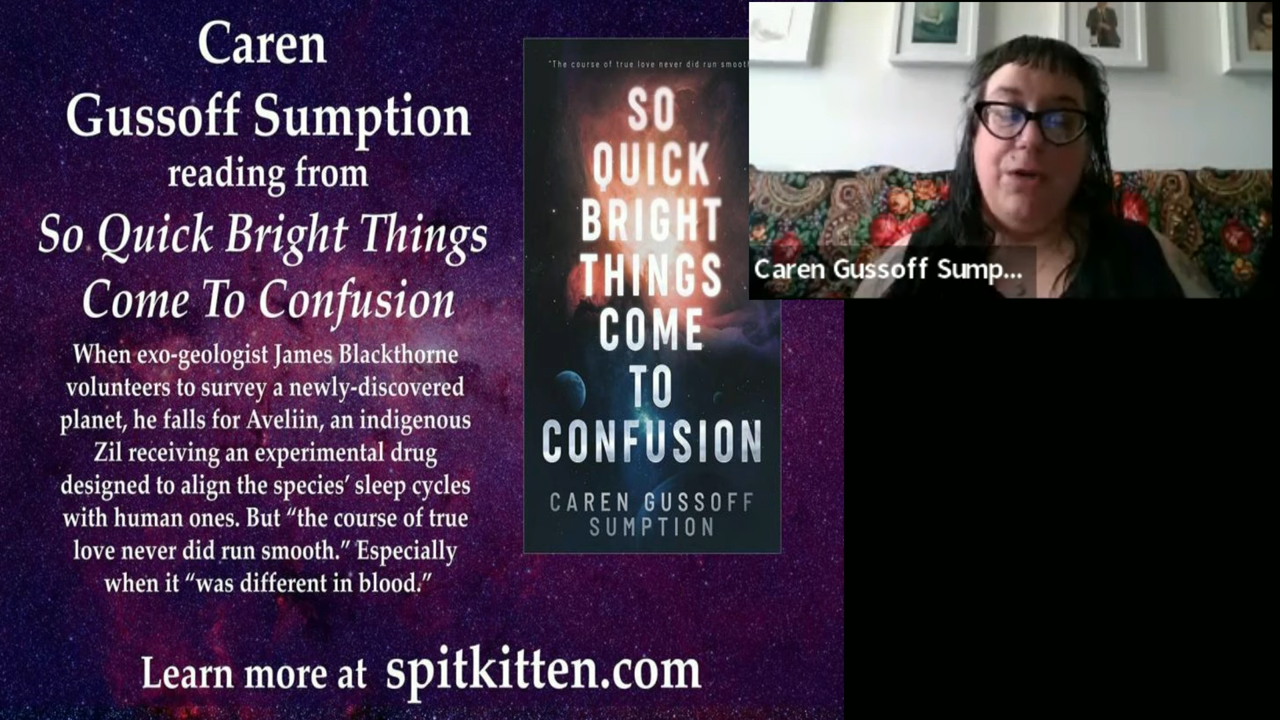 Caren
Gussoff Sumption
reading from
So Quick Bright Things
Come To Confusion
When exo-geologist James Blackthorne
volunteers to survey a newly-discovered
planet, he falls for Aveliin, an indigenous
Zil receiving an experimental drug
designed to align the species’ sleep cycles
with human ones. But “the course of true
love never did run smooth.” Especially
when it “was different in blood.”
Learn more at spitkitten.com
"The course of true love never did run smooth
SO
QUICK
BRIGHT
THINGS
COME
TO
CONFUSION
CAREN GUSSOFF
SUMPTION
Caren Gussoff Sump...